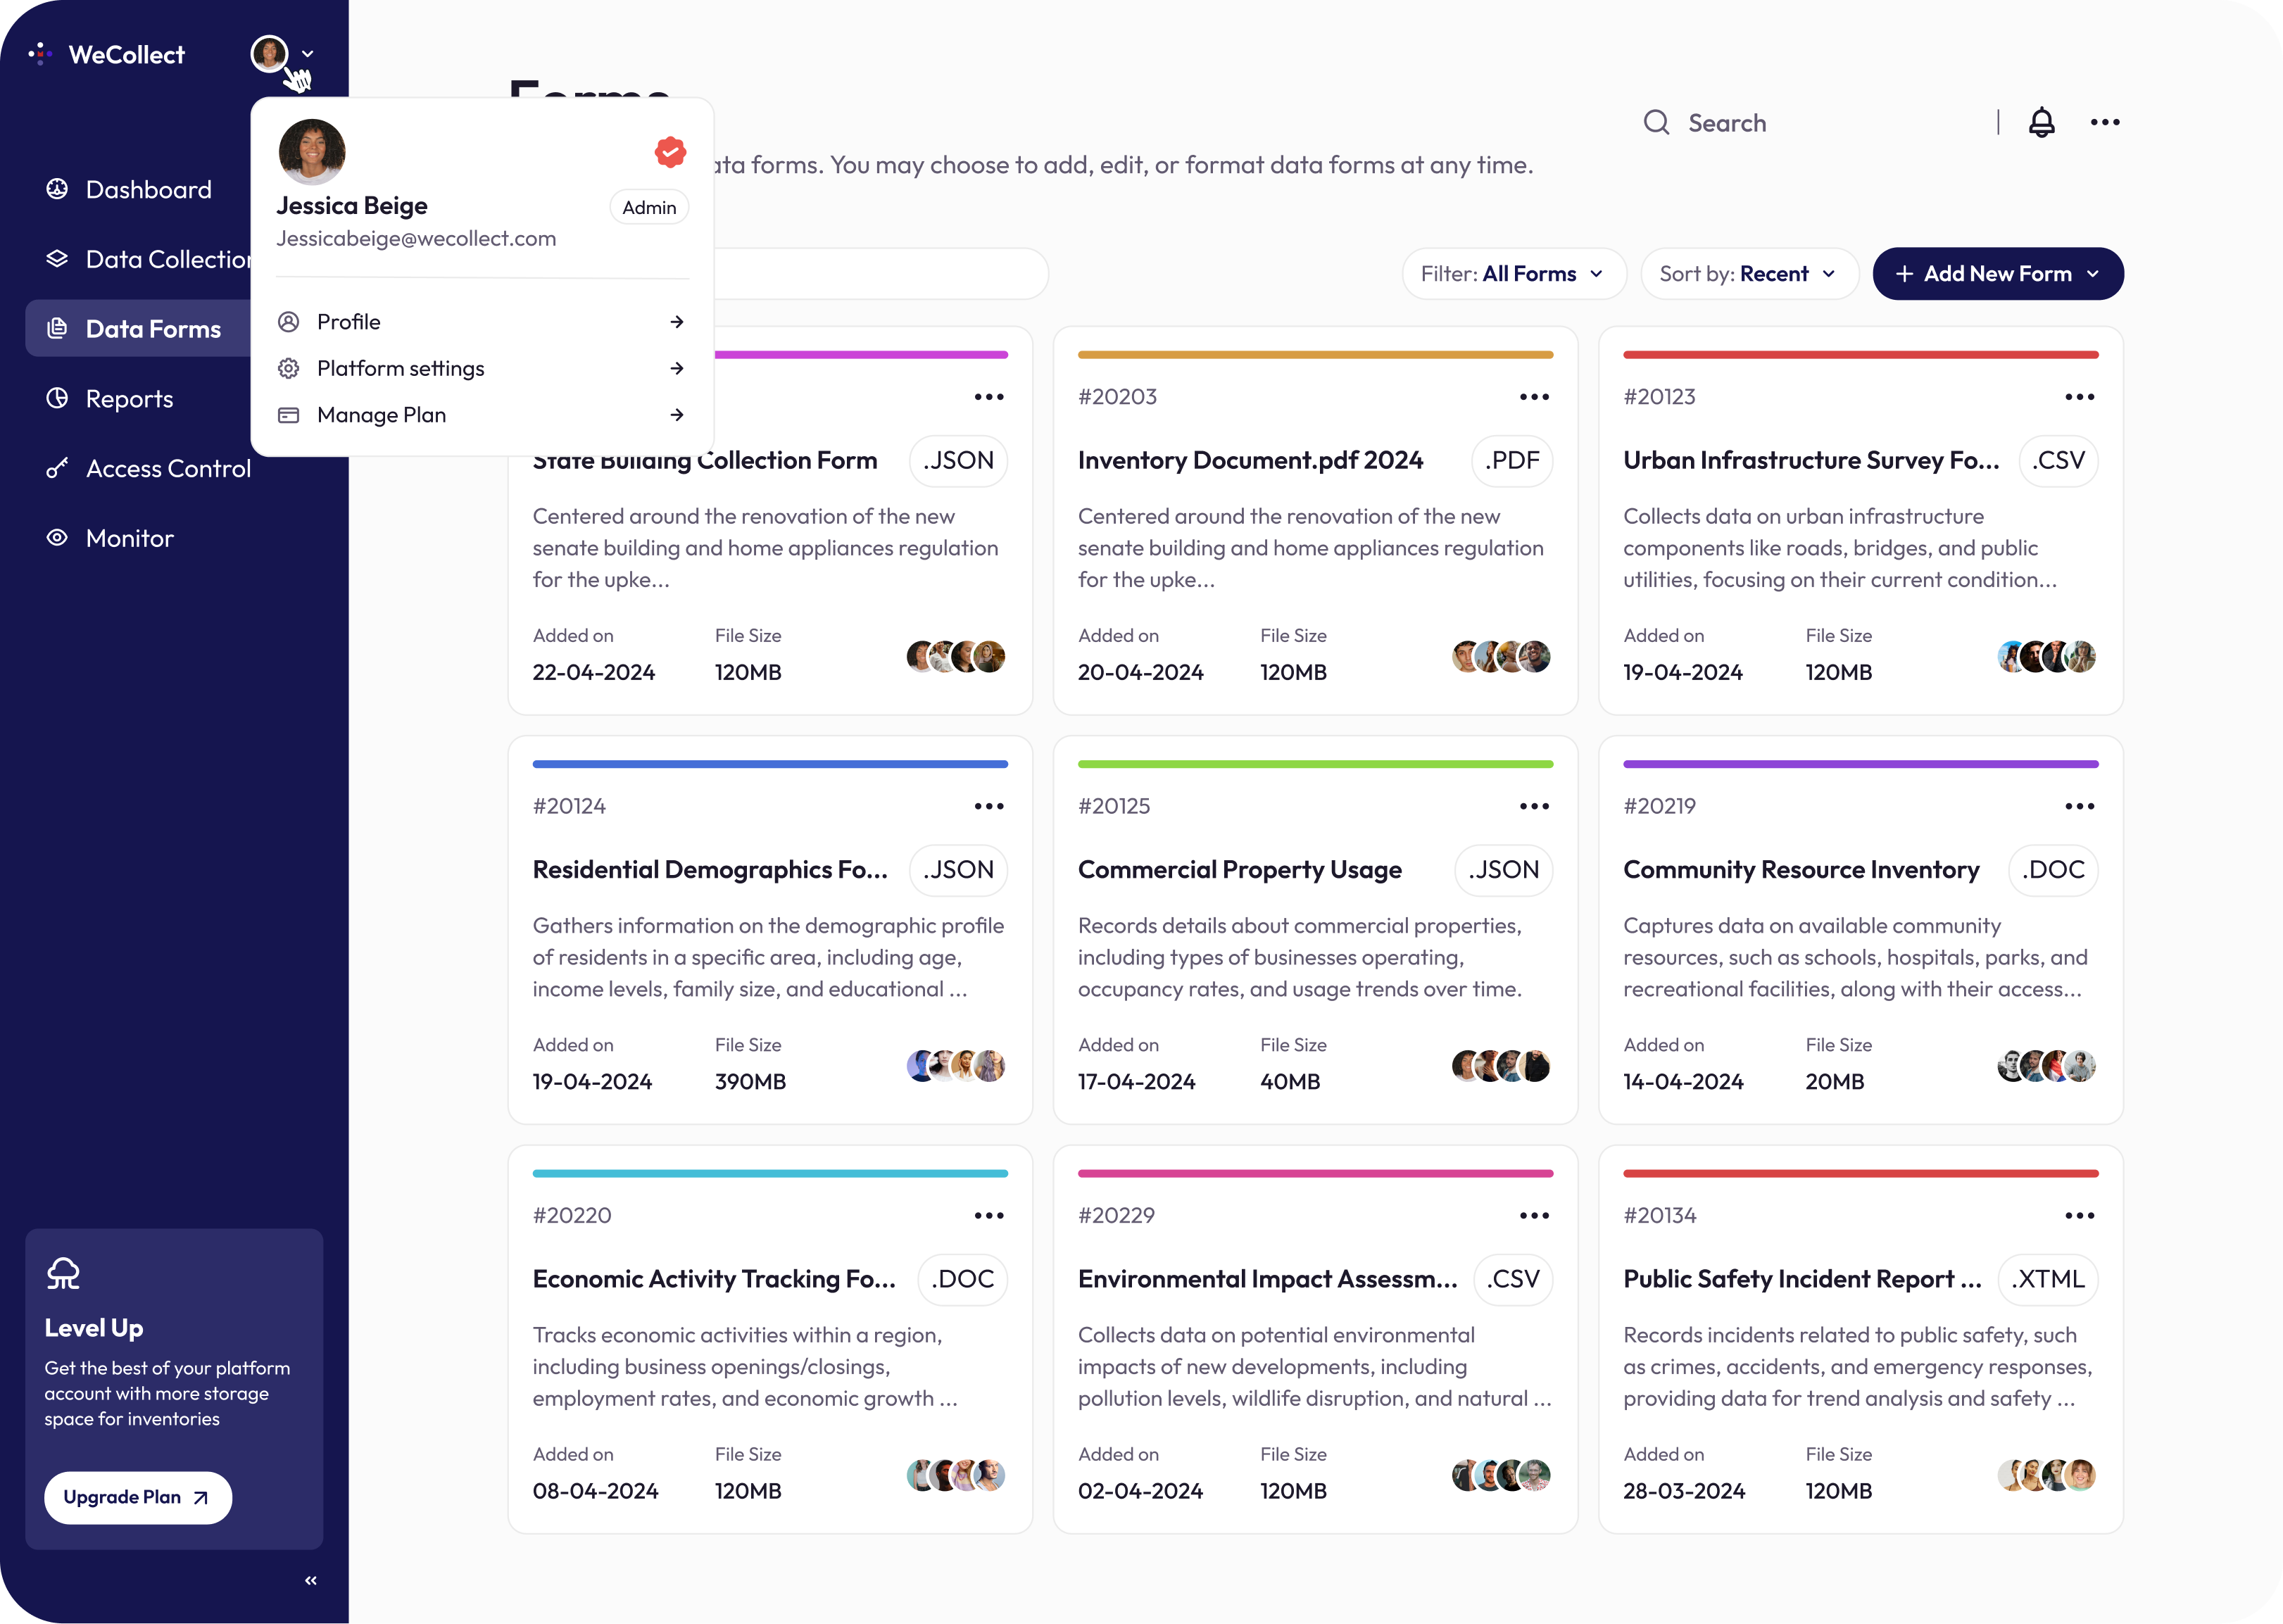 WeCollect
Dashboard
Data Collection
Data Forms
Reports
Access Control
Monitor
Level Up
Get the best of your platform
account with more storage
space for inventories
Upgrade Plan
Jessica Beige
Admin
Jessicabeige@wecollect.com
Profile
Platform settings
Manage Plan
Forms
Search
forms. You may choose to add, edit, or format data forms at any time.
Filter: All Forms
Sort by: Recent
Add New Form
State Building Collection Form
.JSON
Centered around the renovation of the new
senate building and home appliances regulation
for the upke...
Added on
File Size
22-04-2024
120MB
#20203
Inventory Document.pdf 2024
.PDF
Centered around the renovation of the new
senate building and home appliances regulation
for the upke...
Added on
File Size
20-04-2024
120MB
#20123
Urban Infrastructure Survey Fo...
.CSV
Collects data on urban infrastructure
components like roads, bridges, and public
utilities, focusing on their current condition...
Added on
File Size
19-04-2024
120MB
#20124
Residential Demographics Fo...
.JSON
Gathers information on the demographic profile
of residents in a specific area, including age,
income levels, family size, and educational ...
Added on
File Size
19-04-2024
390MB
#20125
Commercial Property Usage
.JSON
Records details about commercial properties,
including types of businesses operating,
occupancy rates, and usage trends over time.
Added on
File Size
17-04-2024
40MB
#20219
Community Resource Inventory
.DOC
Captures data on available community
resources, such as schools, hospitals, parks, and
recreational facilities, along with their access...
Added on
File Size
14-04-2024
20MB
#20220
Economic Activity Tracking Fo...
.DOC
Tracks economic activities within a region,
including business openings/closings,
employment rates, and economic growth ...
Added on
File Size
08-04-2024
120MB
#20229
Environmental Impact Assessm...
.CSV
Collects data on potential environmental
impacts of new developments, including
pollution levels, wildlife disruption, and natural ...
Added on
File Size
02-04-2024
120MB
#20134
Public Safety Incident Report ...
.XTML
Records incidents related to public safety, such
as crimes, accidents, and emergency responses,
providing data for trend analysis and safety ...
Added on
File Size
28-03-2024
120MB